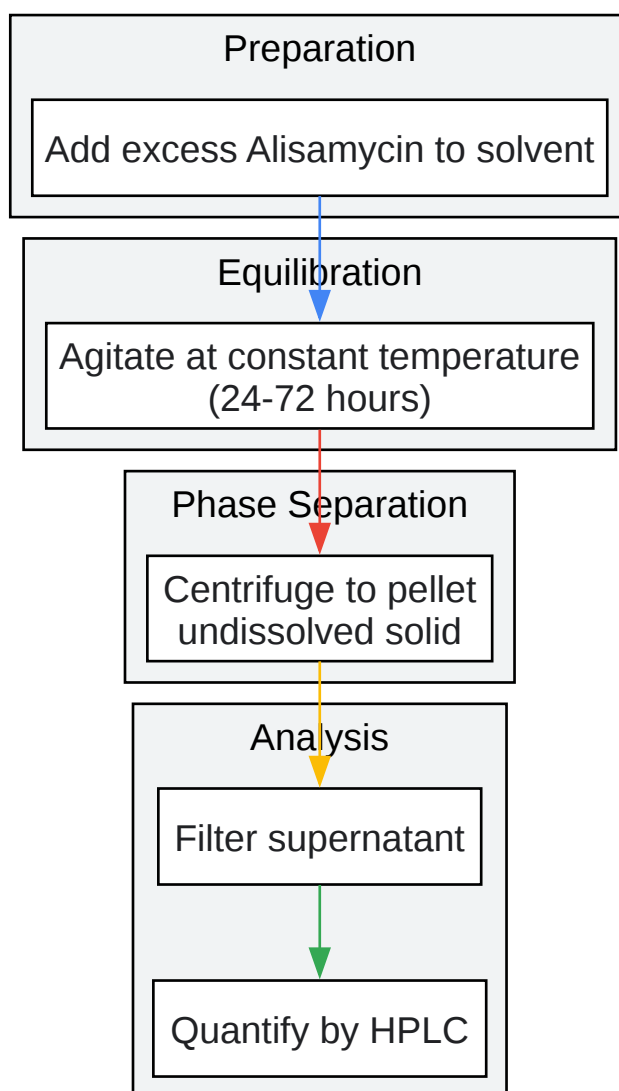 Preparation
Add excess Alisamycin to solvent
Equilibration
Agitate at constant temperature
(24-72 hours)
Phase Separation
Centrifuge to pellet
undissolved solid
Analysis
Filter supernatant
Quantify by HPLC